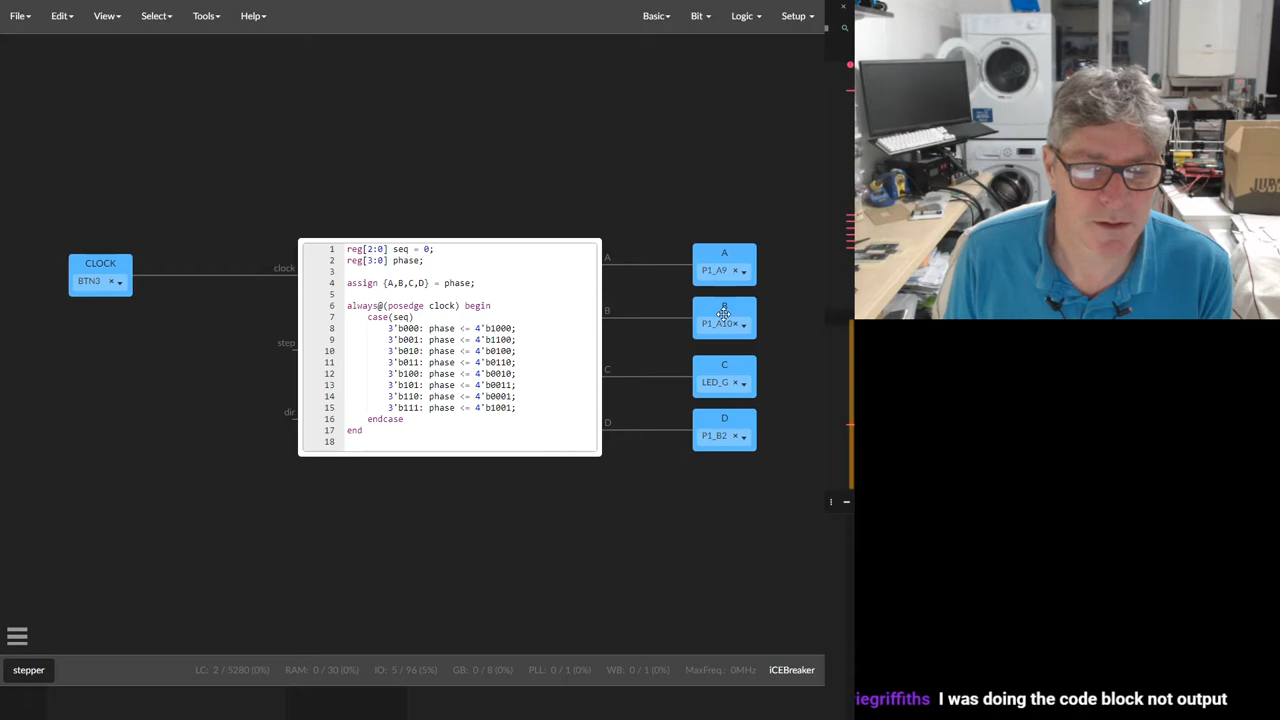 File Edit View Select Tools Help Basic Bit Logic Setup
CLOCK
BTN3
clock
step
dir
1 reg[2:0] seq = 0;
2 reg[3:0] phase;
3
4 assign {A,B,C,D} = phase;
5
6 always@(posedge clock) begin
7 case(seq)
8 3'b000: phase <= 4'b1000;
9 3'b001: phase <= 4'b1100;
10 3'b010: phase <= 4'b0100;
11 3'b011: phase <= 4'b0110;
12 3'b100: phase <= 4'b0010;
13 3'b101: phase <= 4'b0011;
14 3'b110: phase <= 4'b0001;
15 3'b111: phase <= 4'b1001;
16 endcase
17 end
18
A
B
C
D
A
P1_A9
B
P1_A10
C
LED_G
D
P1_B2
stepper LC: 2 / 5280 (0%) RAM: 0 / 30 (0%) IO: 5 / 96 (5%) GB: 0 / 8 (0%) PLL: 0 / 1 (0%) WB: 0 / 1 (0%) MaxFreq.: 0MHz iCEBreaker
iegriffiths I was doing the code block not output